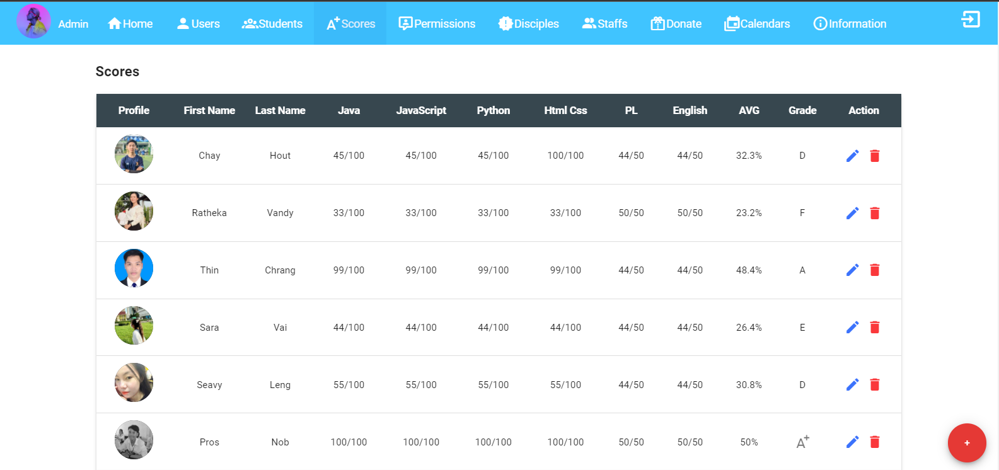 Admin Home Users Students A+ Scores Permissions Disciples Staffs Donate Calendars Information
Scores
Profile First Name Last Name Java JavaScript Python Html Css PL English AVG Grade Action
Chay Hout 45/100 45/100 45/100 100/100 44/50 44/50 32.3% D
Ratheka Vandy 33/100 33/100 33/100 33/100 50/50 50/50 23.2% F
Thin Chrang 99/100 99/100 99/100 99/100 44/50 44/50 48.4% A
Sara Vai 44/100 44/100 44/100 44/100 44/50 44/50 26.4% E
Seavy Leng 55/100 55/100 55/100 55/100 44/50 44/50 30.8% D
Pros Nob 100/100 100/100 100/100 100/100 50/50 50/50 50% A+
+